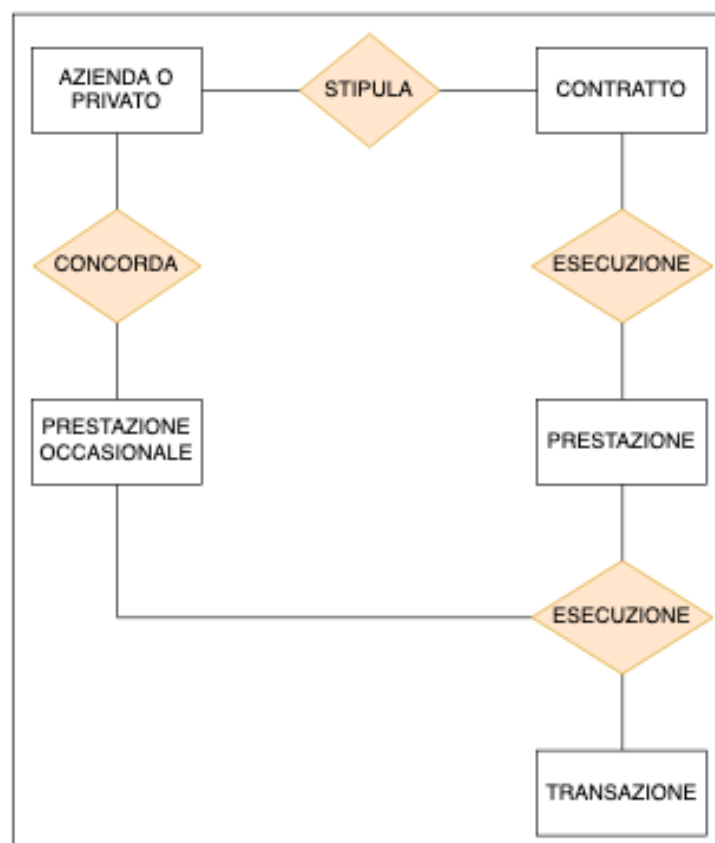 AZIENDA O
PRIVATO
STIPULA
CONTRATTO
CONCORDA
ESECUZIONE
PRESTAZIONE
OCCASIONALE
PRESTAZIONE
ESECUZIONE
TRANSAZIONE